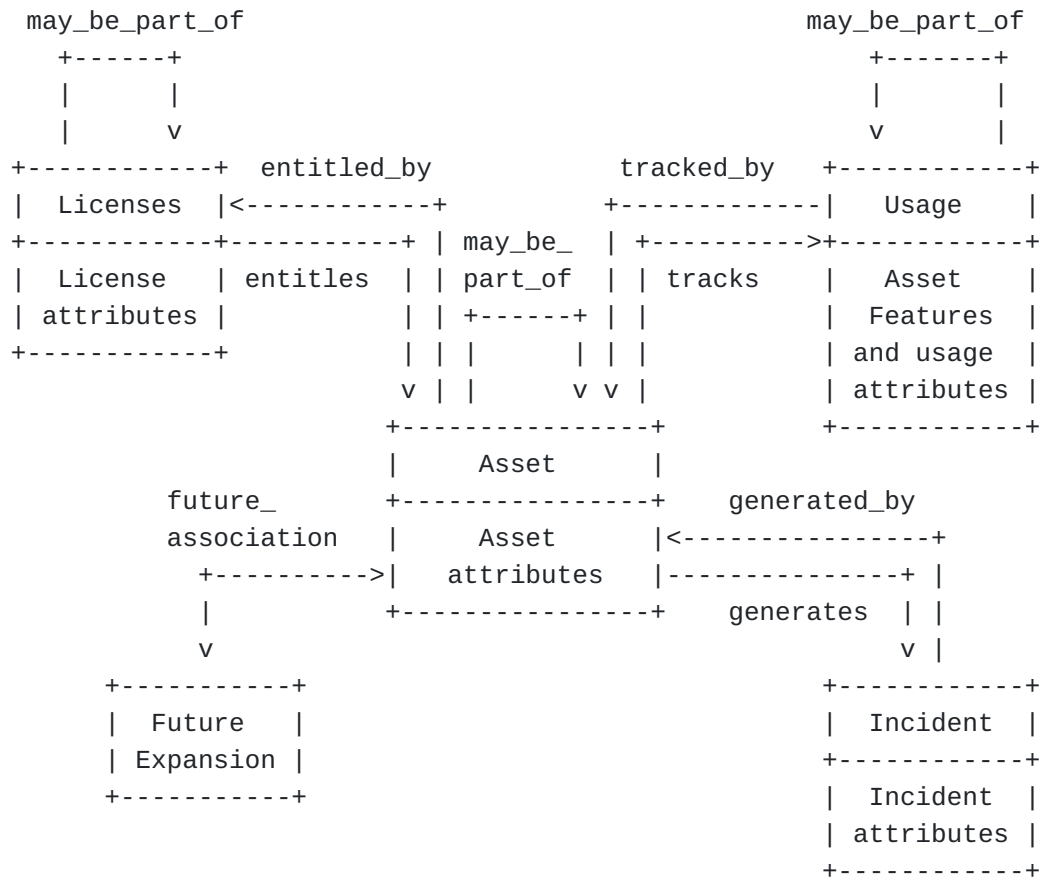 may_be_part_of may_be_part_of
entitled_by tracked_by
Licenses Usage
may_be_
License entitles part_of tracks Asset
attributes Features
and usage
attributes
Asset
future_ generated_by
association Asset
attributes
generates
Future Incident
Expansion
Incident
attributes